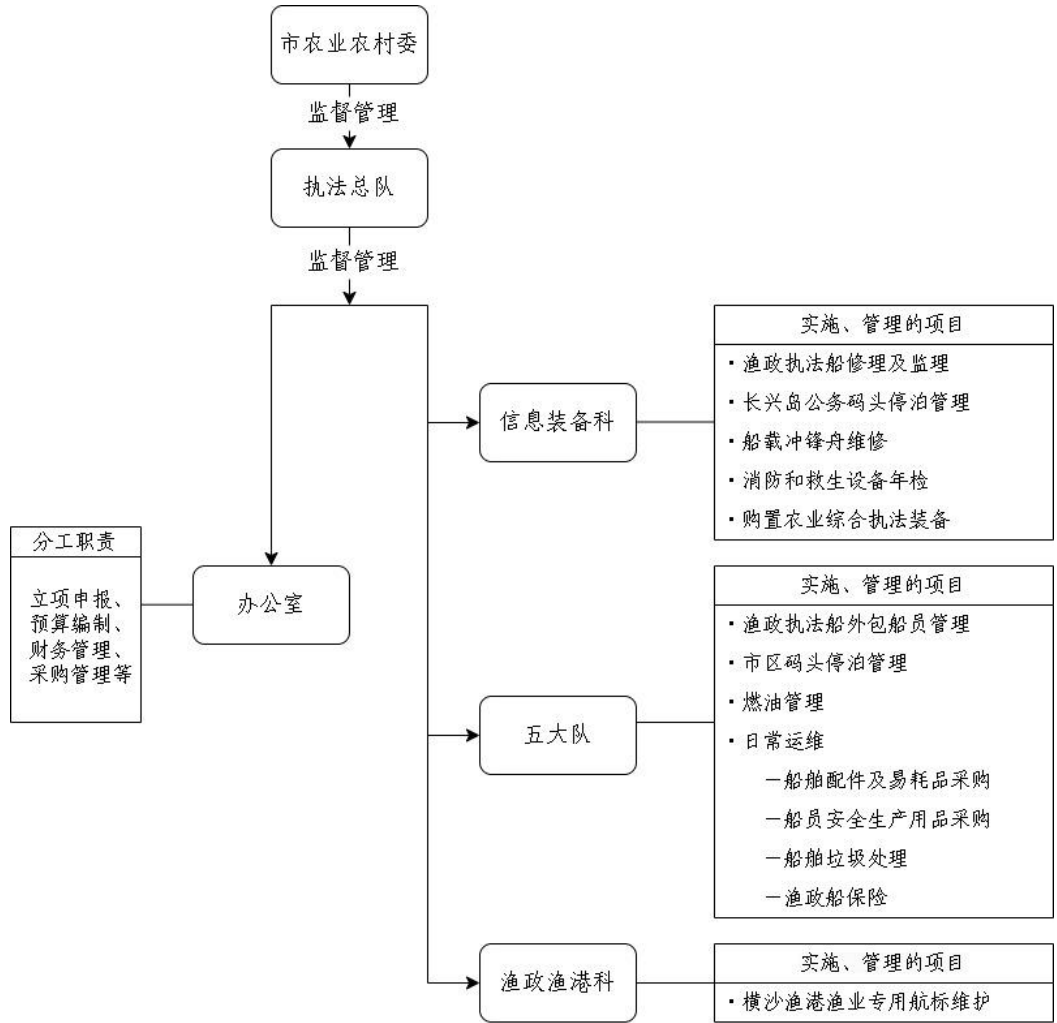 市农业农村委
监督管理
执法总队
监督管理
实施、管理的项目
·渔政执法船修理及监理
·长兴岛公务码头停泊管理
·船载冲锋舟维修
·消防和救生设备年检
·购置农业综合执法装备
信息装备科
分工职责
立项申报、
预算编制、
财务管理、
采购管理等
办公室
实施、管理的项目
·渔政执法船外包船员管理
·市区码头停泊管理
·燃油管理
·日常运维
—船舶配件及易耗品采购
—船员安全生产用品采购
—船舶垃圾处理
—渔政船保险
五大队
渔政渔港科
实施、管理的项目
·横沙渔港渔业专用航标维护